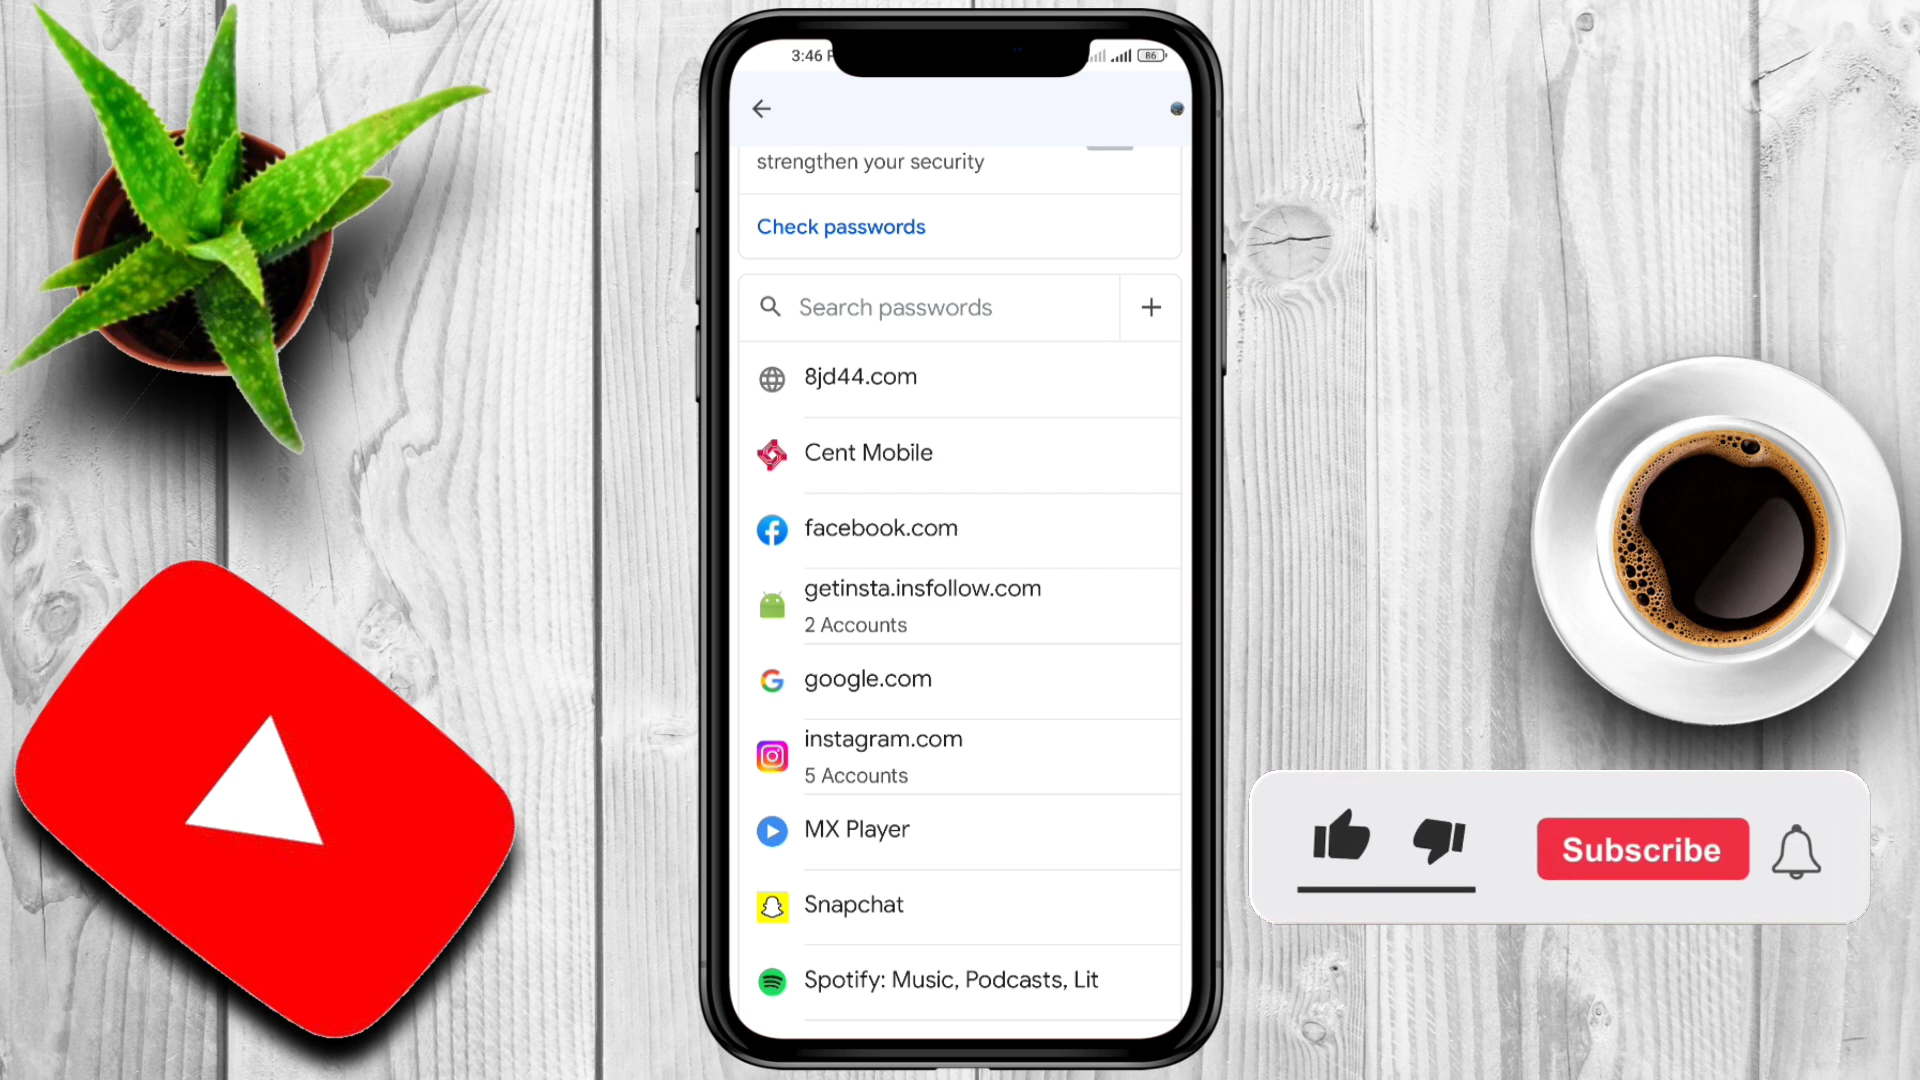 3:46 P
86
strengthen your security
Check passwords
Search passwords
8jd44.com
Cent Mobile
facebook.com
getinsta.insfollow.com
2 Accounts
google.com
instagram.com
5 Accounts
MX Player
Snapchat
Spotify: Music, Podcasts, Lit
Subscribe